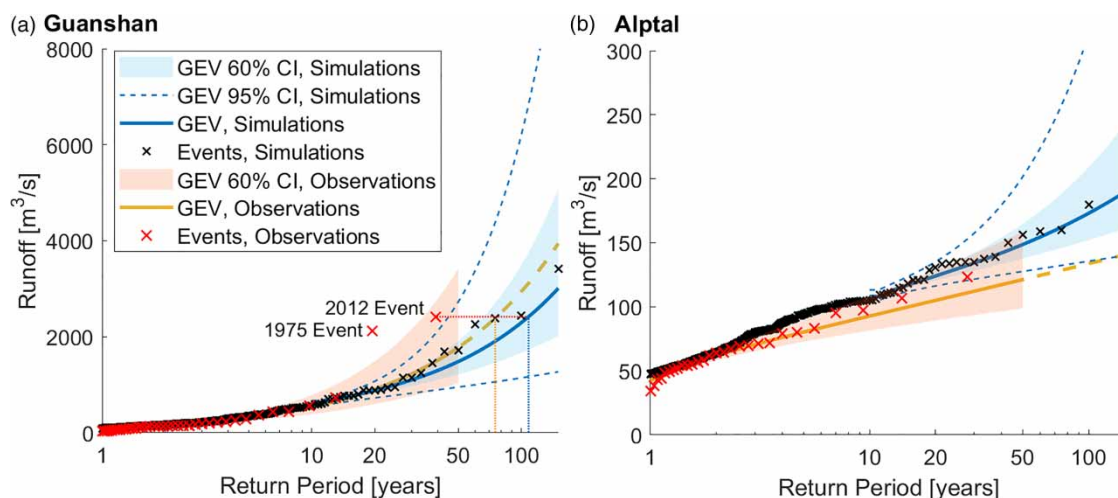 (a) Guanshan
8000
6000
4000
2000
0
Runoff [m³/s]
GEV 60% CI, Simulations
GEV 95% CI, Simulations
GEV, Simulations
Events, Simulations
GEV 60% CI, Observations
GEV, Observations
Events, Observations
2012 Event
1975 Event
1 10 20 50 100
Return Period [years]
(b) Alptal
300
250
200
150
100
50
0
Runoff [m³/s]
1 10 20 50 100
Return Period [years]